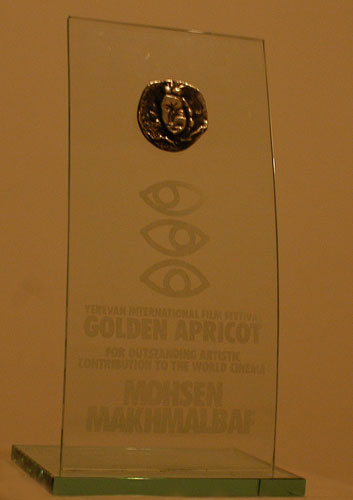 YEREVAN INTERNATIONAL FILM FESTIVAL
GOLDEN APRICOT
FOR OUTSTANDING ARTISTIC
CONTRIBUTION TO THE WORLD CINEMA
MOHSEN
MAKHMALBAF